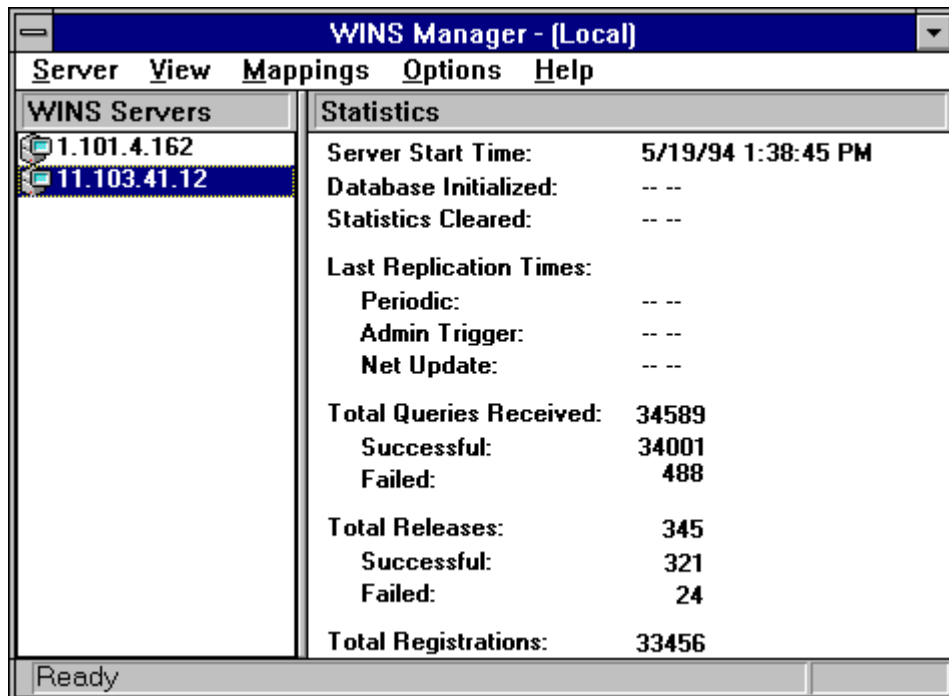 WINS Manager - (Local)
Server View Mappings Options Help
WINS Servers
1.101.4.162
11.103.41.12
Statistics
Server Start Time: 5/19/94 1:38:45 PM
Database Initialized: -- --
Statistics Cleared: -- --
Last Replication Times:
Periodic: -- --
Admin Trigger: -- --
Net Update: -- --
Total Queries Received: 34589
Successful: 34001
Failed: 488
Total Releases: 345
Successful: 321
Failed: 24
Total Registrations: 33456
Ready